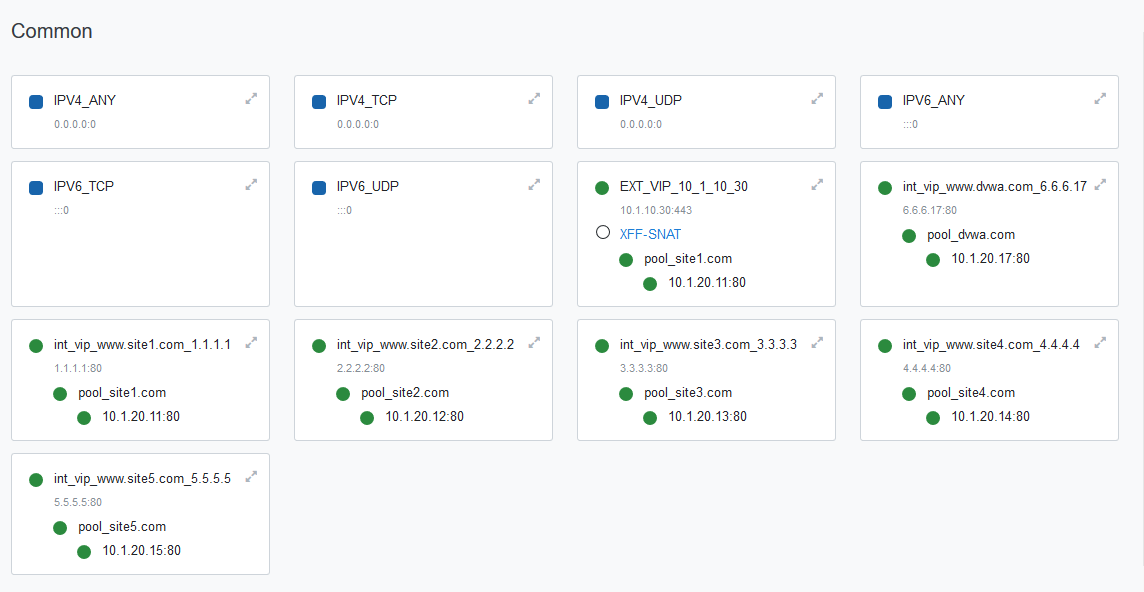 Common
IPV4_ANY
0.0.0.0:0
IPV4_TCP
0.0.0.0:0
IPV4_UDP
0.0.0.0:0
IPV6_ANY
:::0
IPV6_TCP
:::0
IPV6_UDP
:::0
EXT_VIP_10_1_10_30
10.1.10.30:443
XFF-SNAT
pool_site1.com
10.1.20.11:80
int_vip_www.dvwa.com_6.6.6.17
6.6.6.17:80
pool_dvwa.com
10.1.20.17:80
int_vip_www.site1.com_1.1.1.1
1.1.1.1:80
pool_site1.com
10.1.20.11:80
int_vip_www.site2.com_2.2.2.2
2.2.2.2:80
pool_site2.com
10.1.20.12:80
int_vip_www.site3.com_3.3.3.3
3.3.3.3:80
pool_site3.com
10.1.20.13:80
int_vip_www.site4.com_4.4.4.4
4.4.4.4:80
pool_site4.com
10.1.20.14:80
int_vip_www.site5.com_5.5.5.5
5.5.5.5:80
pool_site5.com
10.1.20.15:80